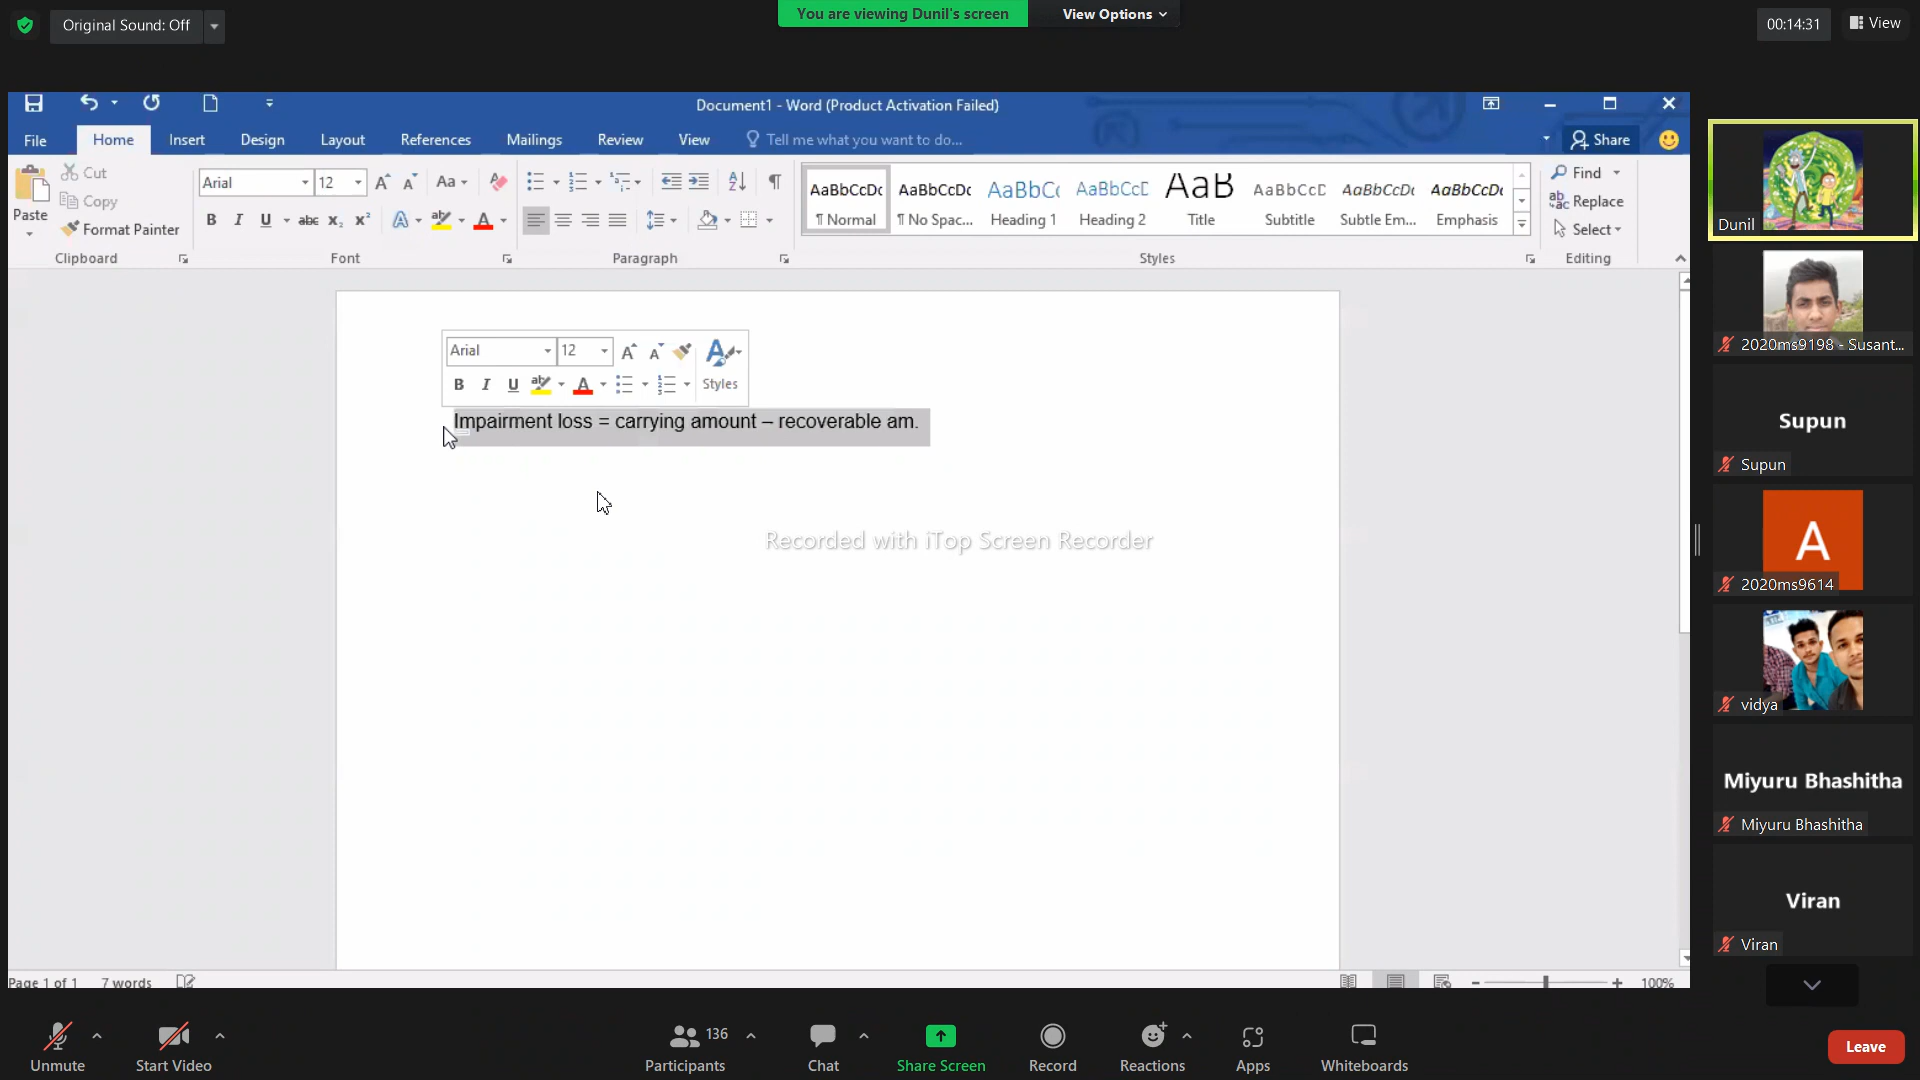 Original Sound: Off
You are viewing Dunil's screen
View Options
00:14:31
View
Document1 - Word (Product Activation Failed)
File
Home
Insert
Design
Layout
References
Mailings
Review
View
Tell me what you want to do...
Share
Paste
Cut
Copy
Format Painter
Clipboard
Arial
12
Aa
B I U abc X₂ X²
Font
Paragraph
AaBbCcDc
¶ Normal
AaBbCcDc
¶ No Spac...
AaBbCc
Heading 1
AaBbCcD
Heading 2
AaB
Title
AaBbCcD
Subtitle
AaBbCcDc
Subtle Em...
AaBbCcDc
Emphasis
Styles
Find
Replace
Select
Editing
Arial
12
B I U
Styles
Impairment loss = carrying amount – recoverable am.
Recorded with iTop Screen Recorder
Page 1 of 1
7 words
100%
Dunil
2020ms9198 - Susant...
Supun
Supun
A
2020ms9614
vidya
Miyuru Bhashitha
Miyuru Bhashitha
Viran
Viran
Unmute
Start Video
136
Participants
Chat
Share Screen
Record
Reactions
Apps
Whiteboards
Leave